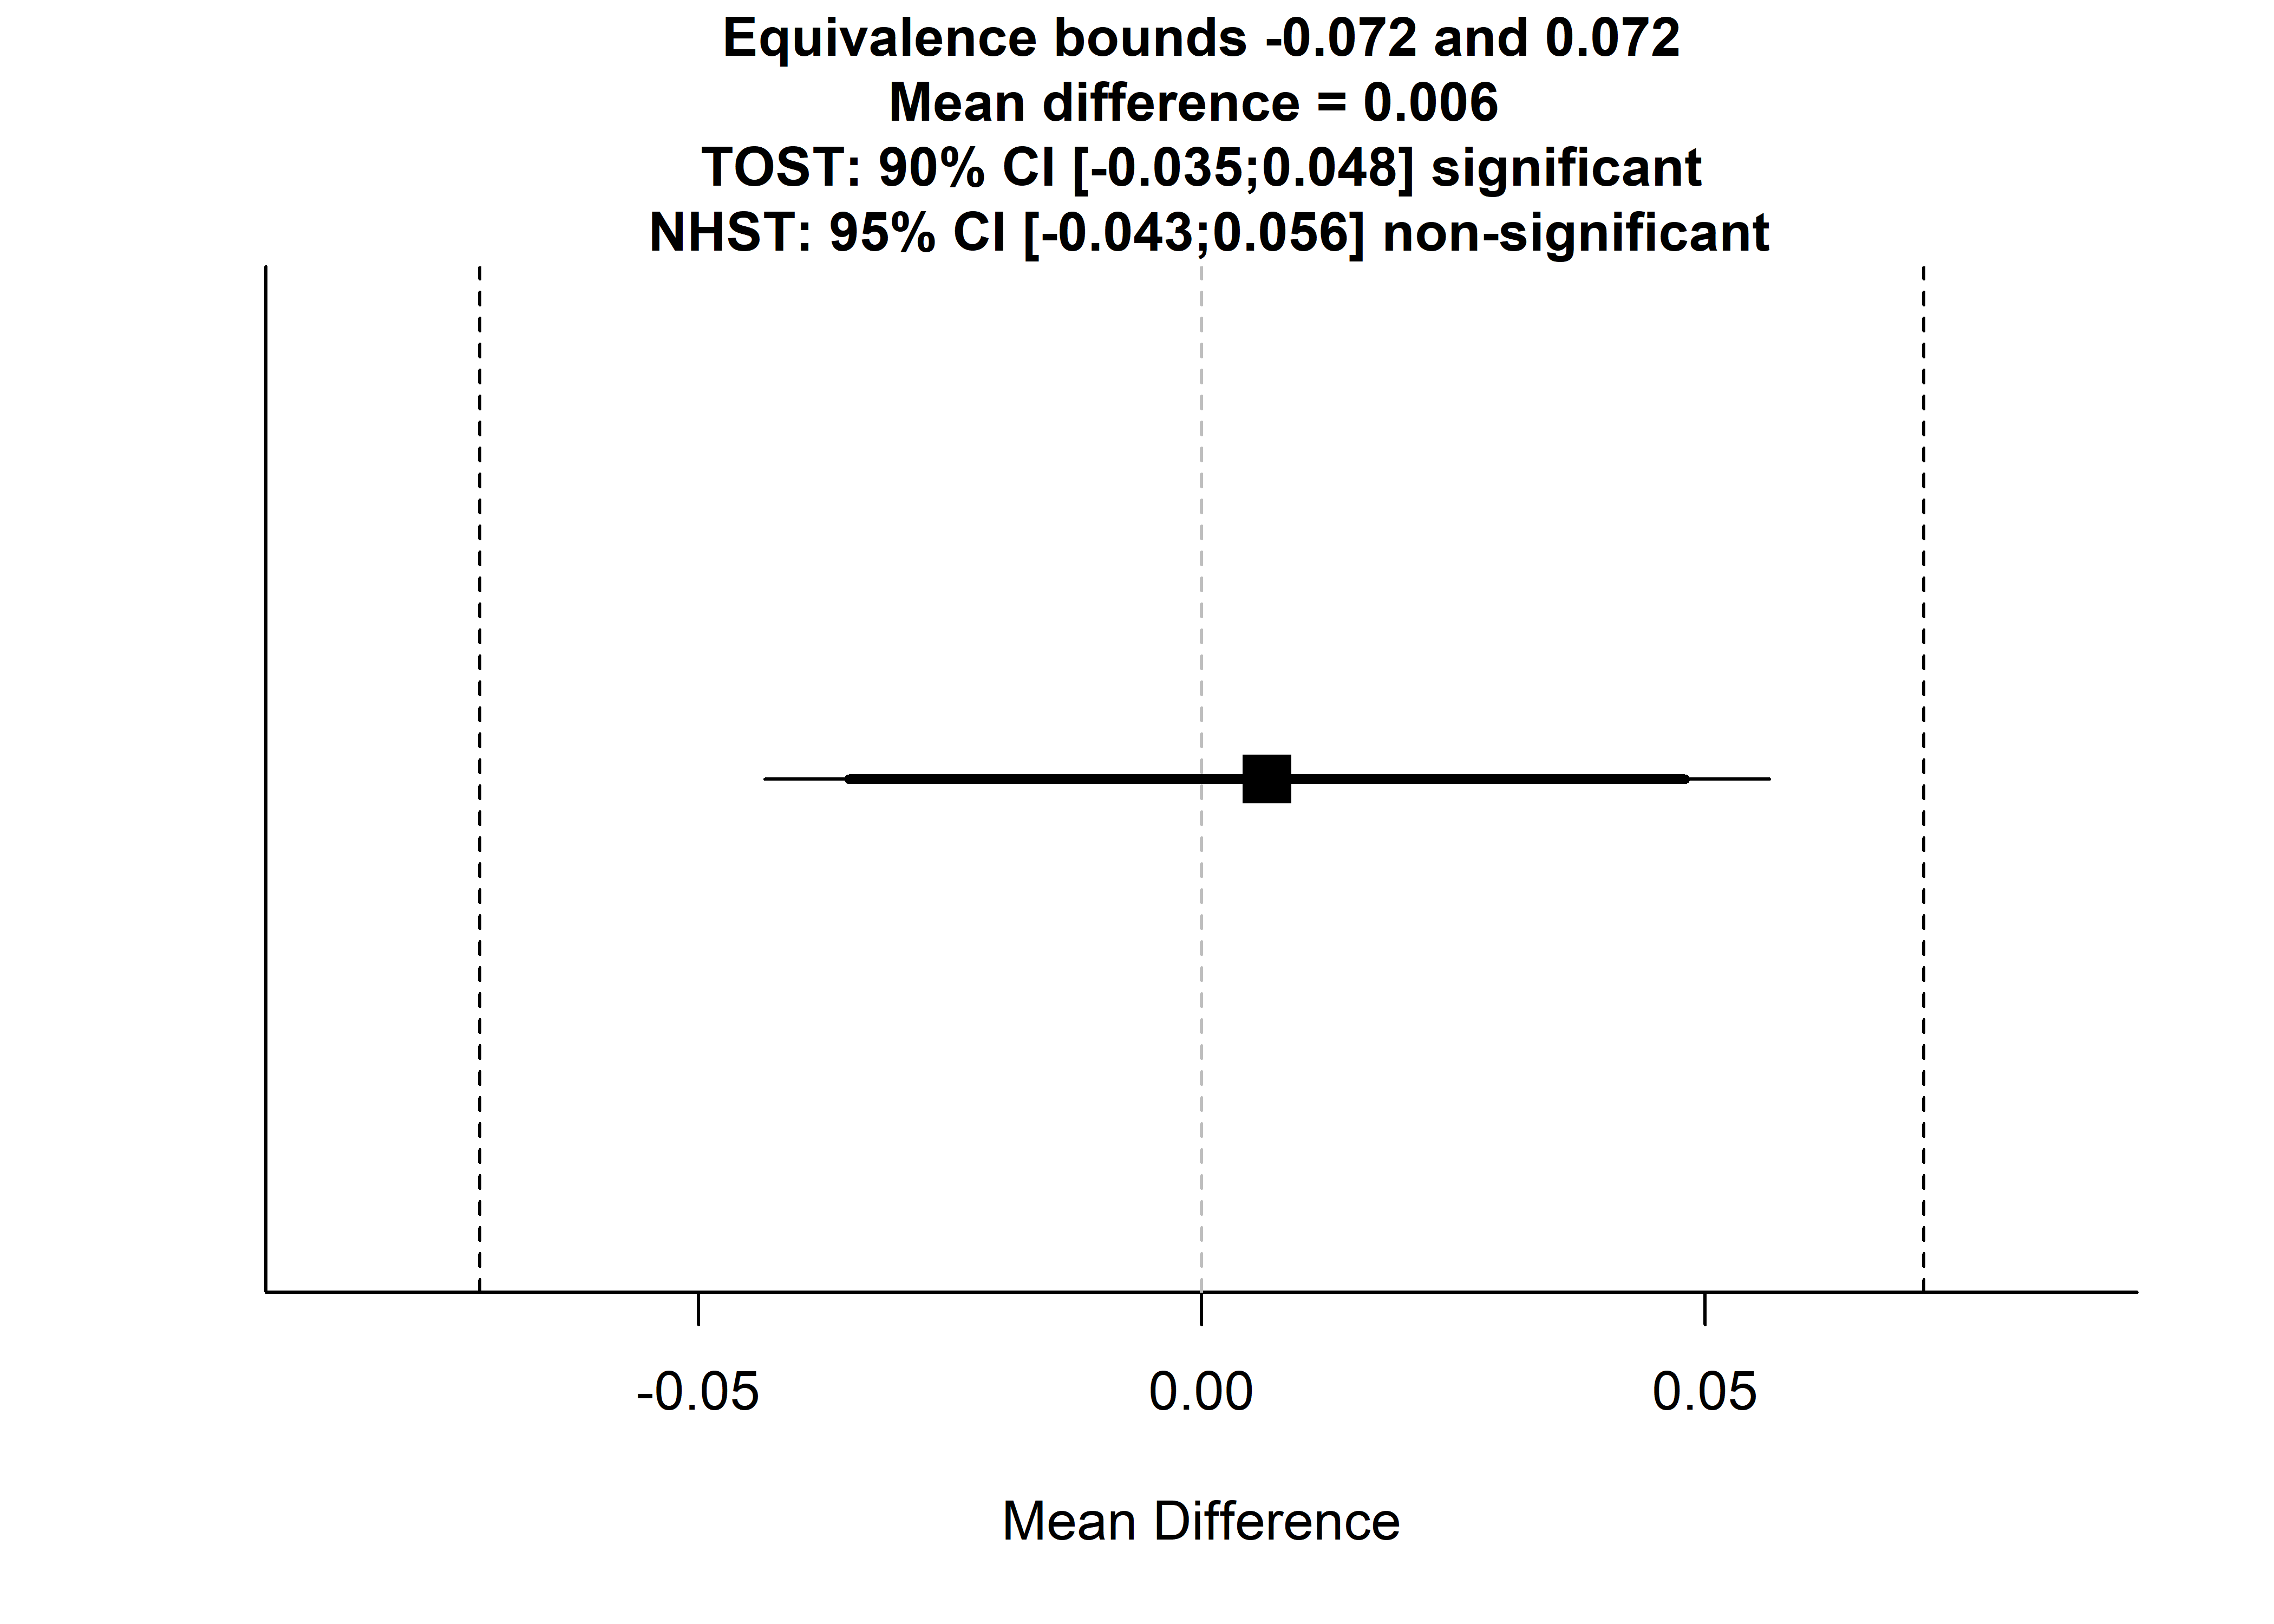 Equivalence bounds -0.072 and 0.072
Mean difference = 0.006
TOST: 90% CI [-0.035;0.048] significant
NHST: 95% CI [-0.043;0.056] non-significant
-0.05 0.00 0.05
Mean Difference